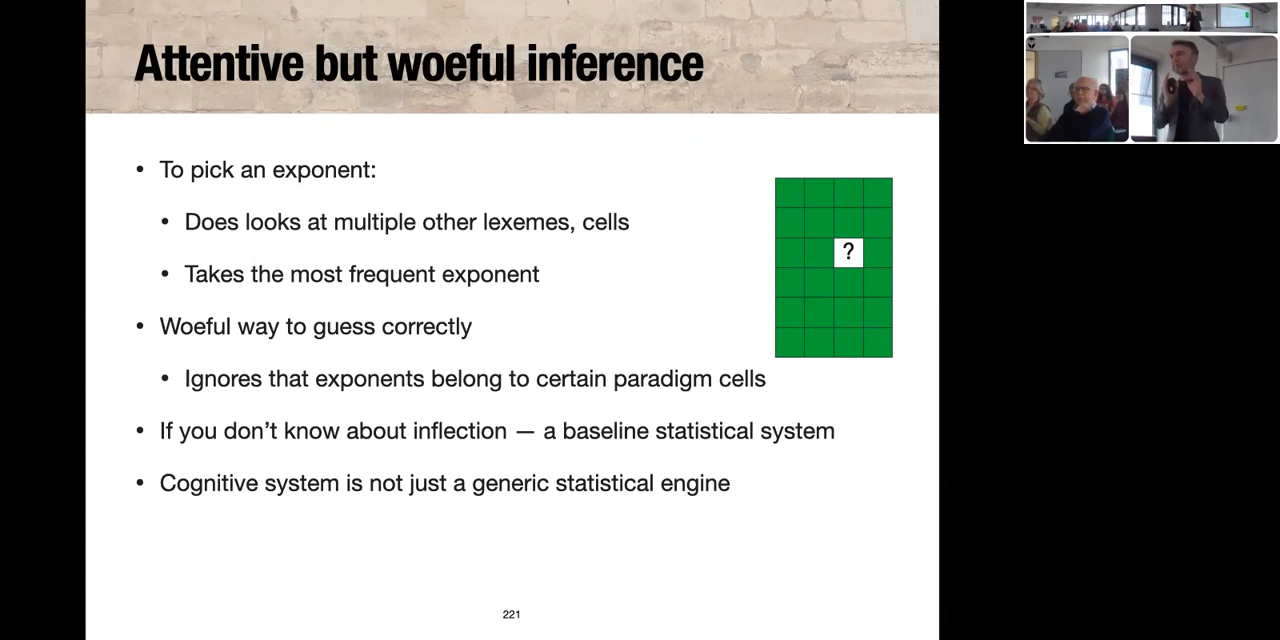 Attentive but woeful inference
• To pick an exponent:
• Does looks at multiple other lexemes, cells
• Takes the most frequent exponent
• Woeful way to guess correctly
• Ignores that exponents belong to certain paradigm cells
• If you don’t know about inflection — a baseline statistical system
• Cognitive system is not just a generic statistical engine
?
221